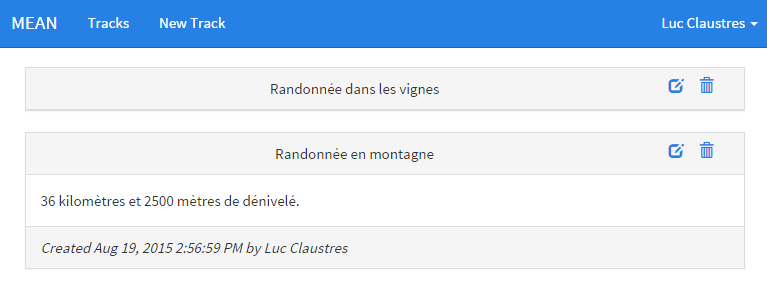 MEAN Tracks New Track Luc Claustres
Randonnée dans les vignes
Randonnée en montagne
36 kilomètres et 2500 mètres de dénivelé.
Created Aug 19, 2015 2:56:59 PM by Luc Claustres